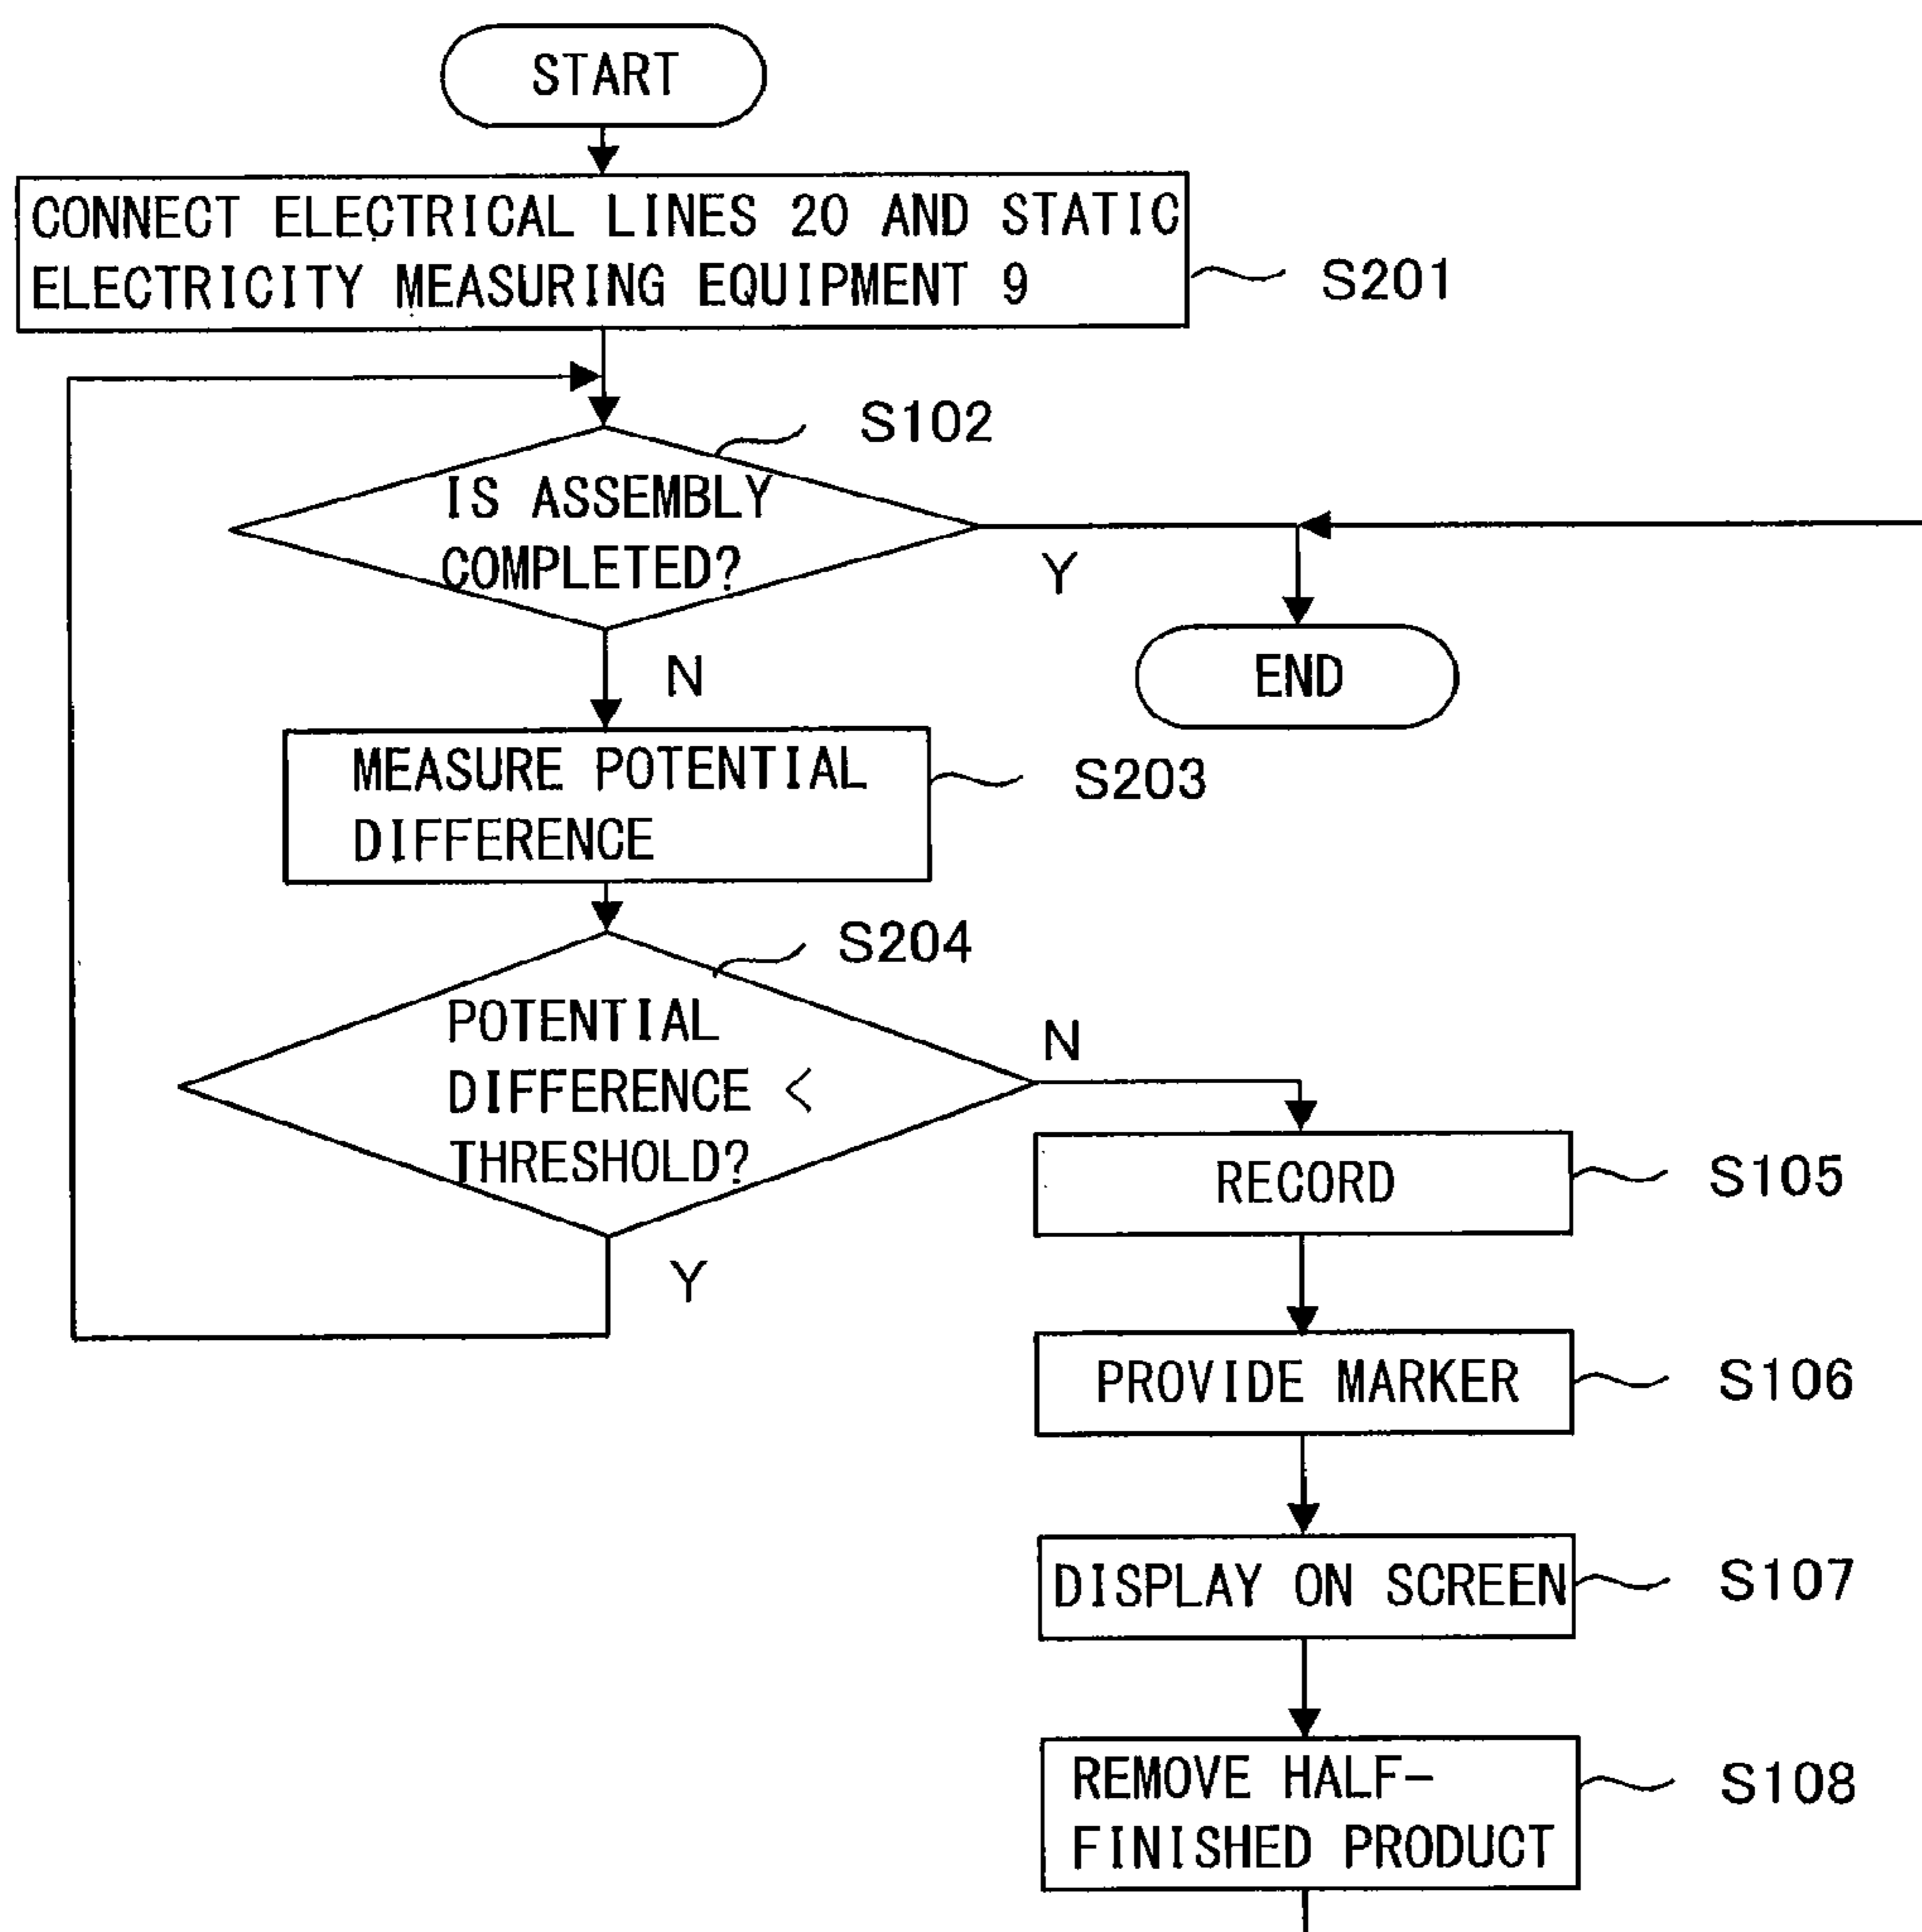 START
CONNECT ELECTRICAL LINES 20 AND STATIC
ELECTRICITY MEASURING EQUIPMENT 9
S201
S102
IS ASSEMBLY
COMPLETED?
Y
END
N
MEASURE POTENTIAL
DIFFERENCE
S203
S204
POTENTIAL
DIFFERENCE <
THRESHOLD?
N
Y
RECORD
S105
PROVIDE MARKER
S106
DISPLAY ON SCREEN
S107
REMOVE HALF-
FINISHED PRODUCT
S108